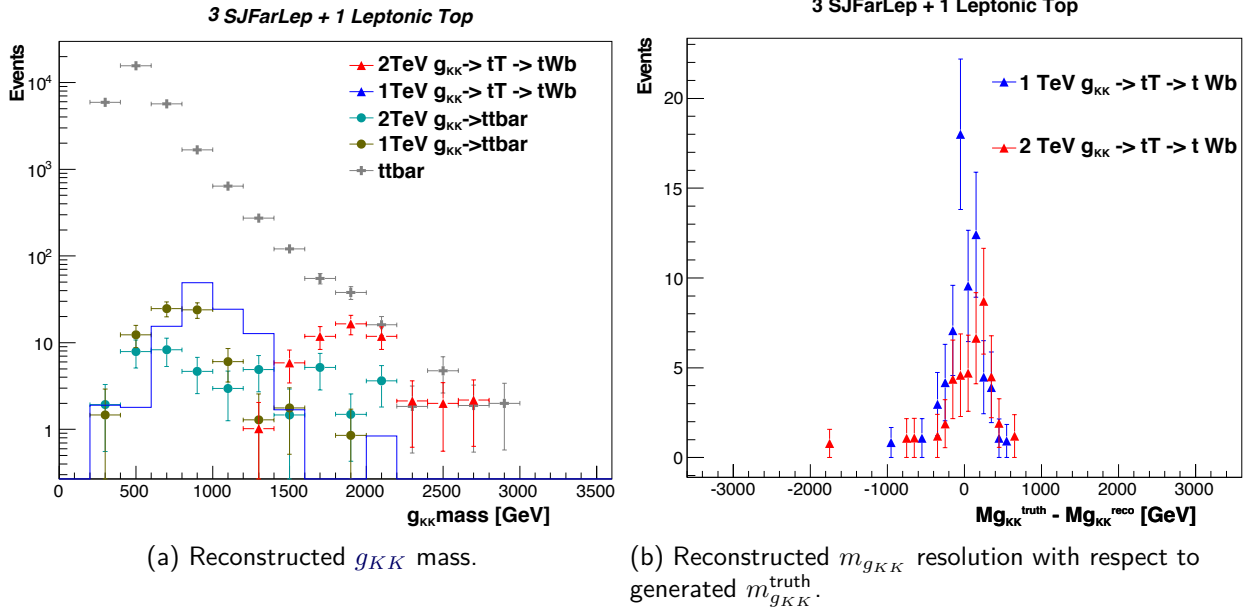 3 SJFarLep + 1 Leptonic Top
Events
10⁴
10³
10²
10
1
2TeV g_KK-> tT -> tWb
1TeV g_KK-> tT -> tWb
2TeV g_KK->ttbar
1TeV g_KK->ttbar
ttbar
0 500 1000 1500 2000 2500 3000 3500
g_KK mass [GeV]
(a) Reconstructed g_KK mass.
3 SJFarLep + 1 Leptonic Top
Events
20
15
10
5
0
1 TeV g_KK -> tT -> t Wb
2 TeV g_KK -> tT -> t Wb
-3000 -2000 -1000 0 1000 2000 3000
Mg_KK^truth - Mg_KK^reco [GeV]
(b) Reconstructed m_{g_KK} resolution with respect to
generated m_{g_KK}^truth.